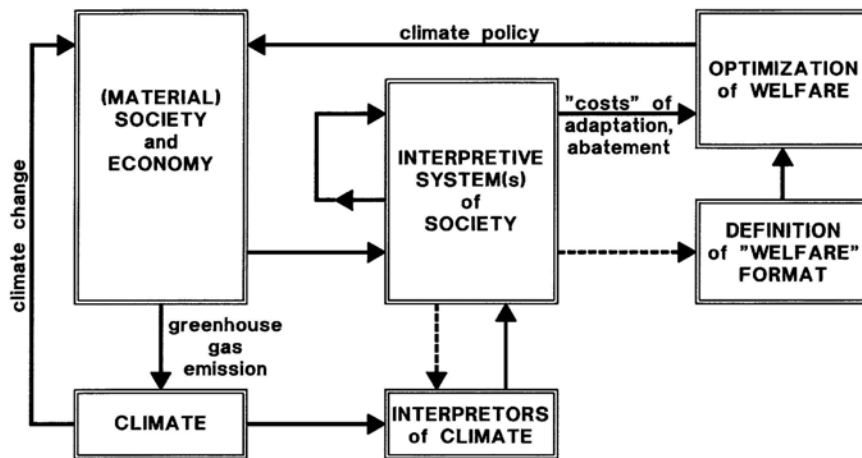 climate policy
(MATERIAL)
SOCIETY
and
ECONOMY
OPTIMIZATION
of WELFARE
"costs" of
adaptation,
abatement
INTERPRETIVE
SYSTEM(s)
of
SOCIETY
climate change
DEFINITION
of "WELFARE"
FORMAT
greenhouse
gas
emission
CLIMATE
INTERPRETORS
of CLIMATE